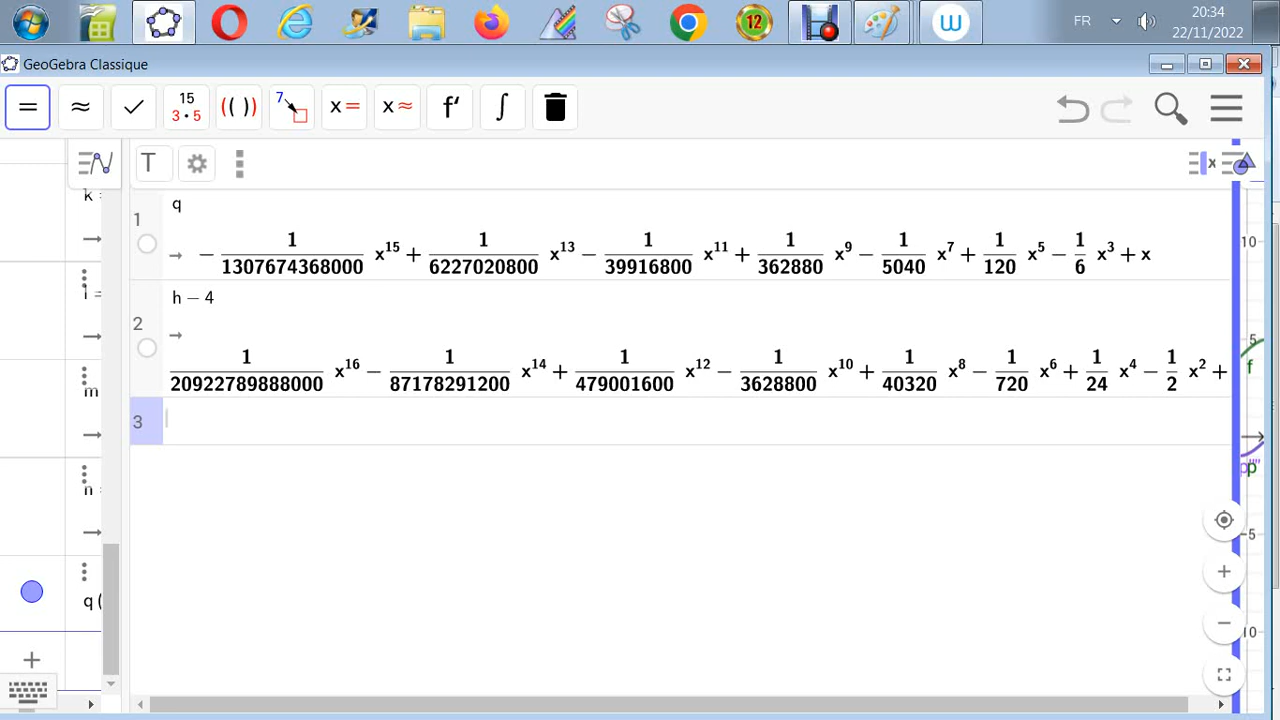 12
W
FR
20:34
22/11/2022
GeoGebra Classique
= ≈ ✓ 15 3 • 5 (( )) 7 x = x ≈ f′ ∫
T
k =
l =
m
n =
q (
1 q
→ − 1/1307674368000 x^15 + 1/6227020800 x^13 − 1/39916800 x^11 + 1/362880 x^9 − 1/5040 x^7 + 1/120 x^5 − 1/6 x^3 + x
2 h − 4
→
1/20922789888000 x^16 − 1/87178291200 x^14 + 1/479001600 x^12 − 1/3628800 x^10 + 1/40320 x^8 − 1/720 x^6 + 1/24 x^4 − 1/2 x^2 +
3
10
5
f
−5
10